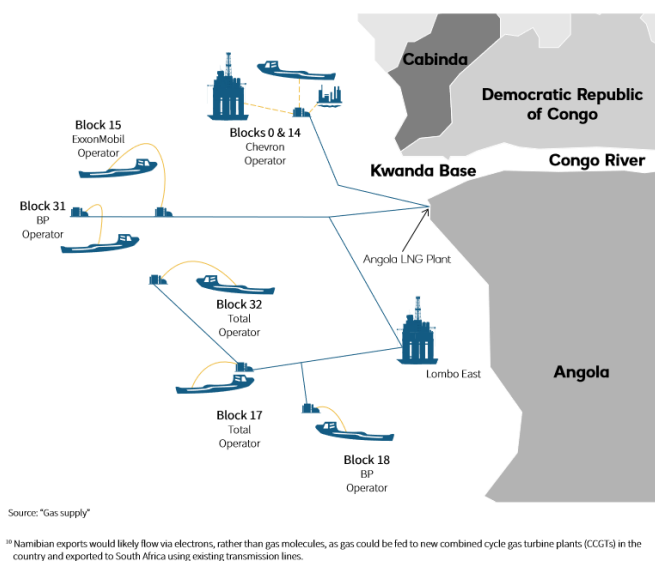 Cabinda
Democratic Republic
of Congo
Blocks 0 & 14
Chevron
Operator
Block 15
ExxonMobil
Operator
Kwanda Base
Congo River
Block 31
BP
Operator
Angola LNG Plant
Block 32
Total
Operator
Lombo East
Angola
Block 17
Total
Operator
Block 18
BP
Operator
Source: "Gas supply"
¹⁰ Namibian exports would likely flow via electrons, rather than gas molecules, as gas could be fed to new combined cycle gas turbine plants (CCGTs) in the
country and exported to South Africa using existing transmission lines.